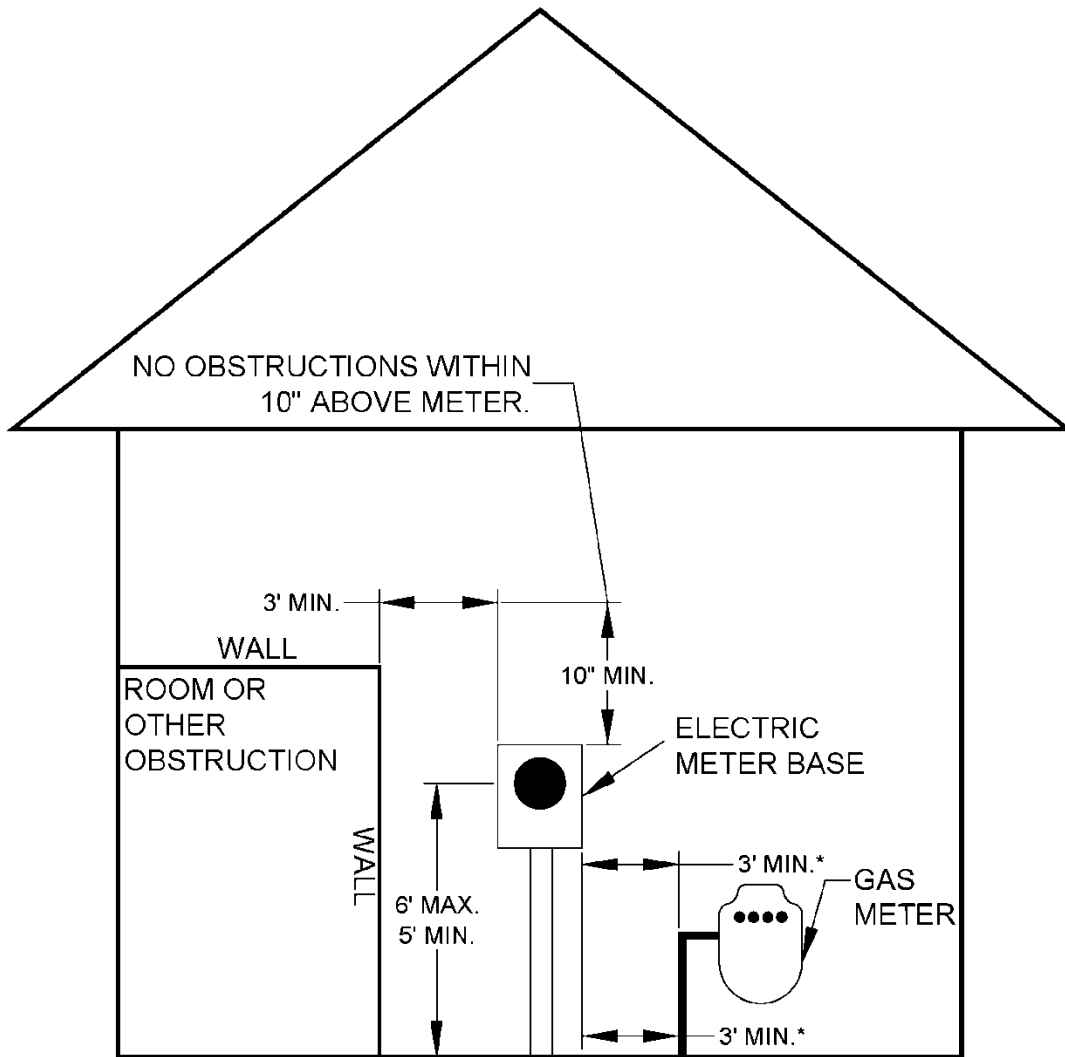 NO OBSTRUCTIONS WITHIN
10" ABOVE METER.
3' MIN.
WALL
ROOM OR
OTHER
OBSTRUCTION
10" MIN.
ELECTRIC
METER BASE
WALL
6' MAX.
5' MIN.
3' MIN.*
GAS
METER
3' MIN.*